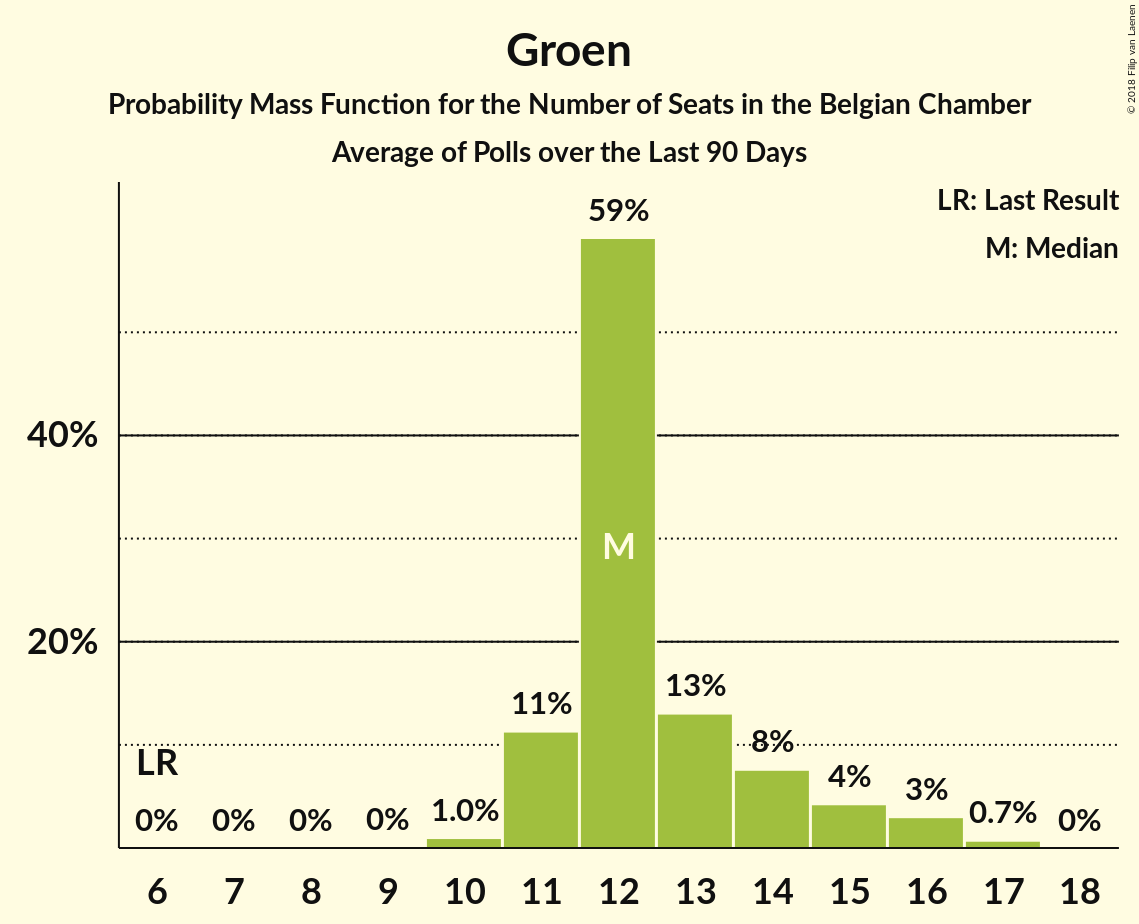 Groen
Probability Mass Function for the Number of Seats in the Belgian Chamber
Average of Polls over the Last 90 Days
© 2018 Filip van Laenen
LR: Last Result
M: Median
59%
40%
M
20%
13%
11%
8%
LR
4%
3%
1.0%
0.7%
0% 0% 0% 0% 0%
6 7 8 9 10 11 12 13 14 15 16 17 18